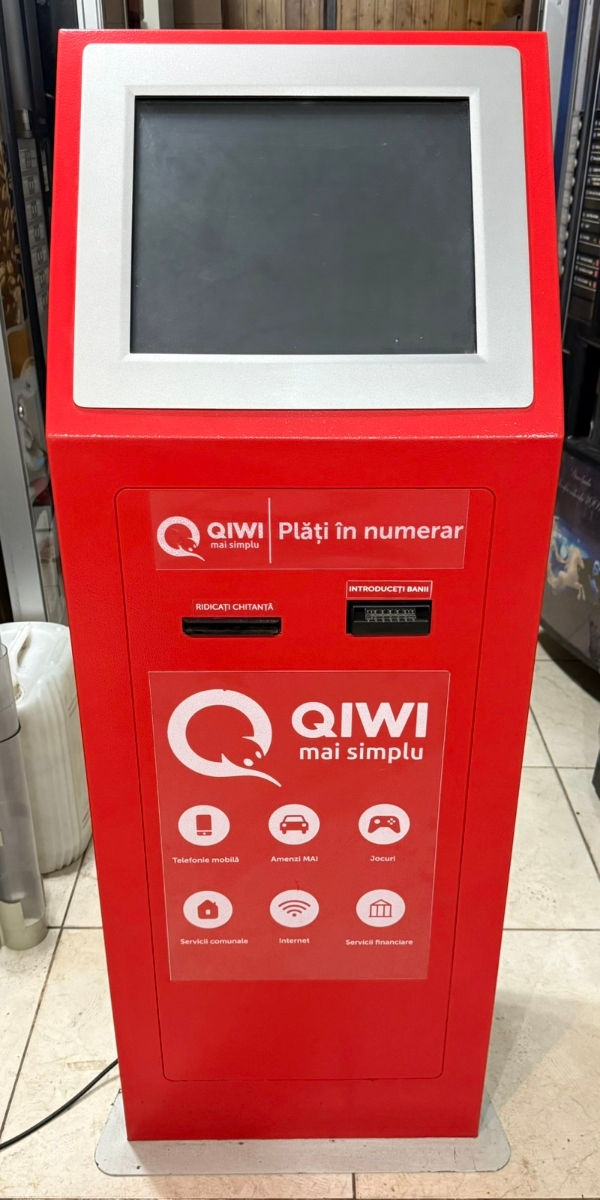 QIWI
mai simplu
Plăți în numerar
RIDICAȚI CHITANȚĂ
INTRODUCEȚI BANII
QIWI
mai simplu
Telefonie mobilă
Amenzi MAI
Jocuri
Servicii comunale
Internet
Servicii financiare